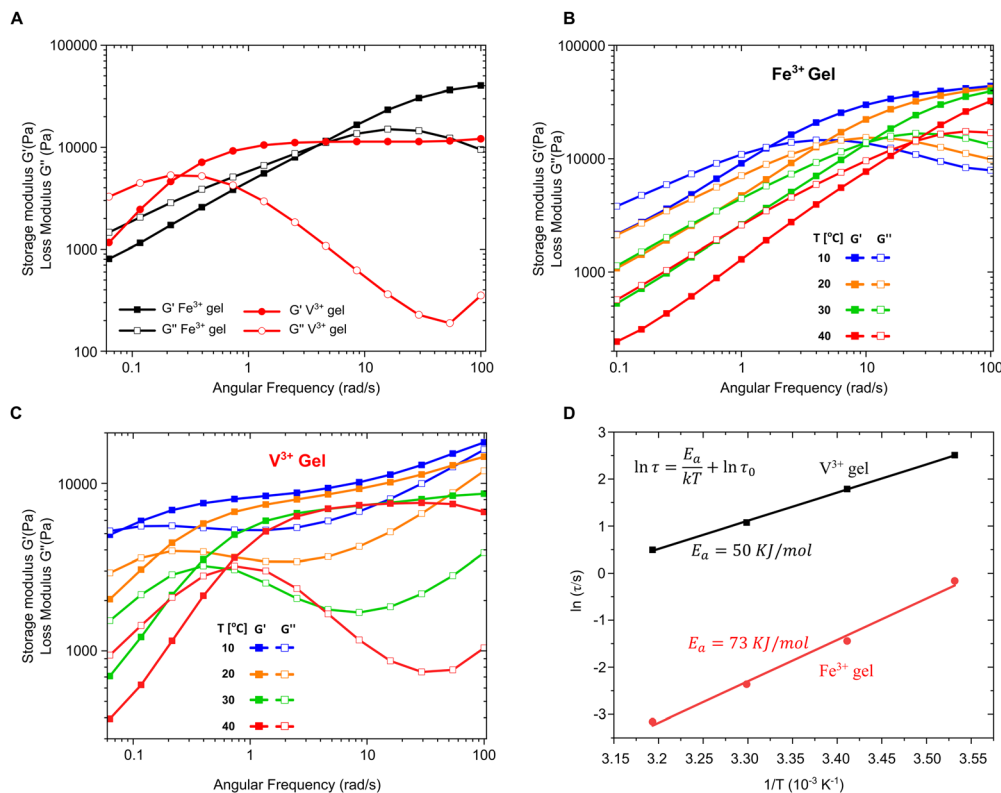 A
Storage modulus G'(Pa)
Loss Modulus G'' (Pa)
100000
10000
1000
100
G' Fe³⁺ gel
G'' Fe³⁺ gel
G' V³⁺ gel
G'' V³⁺ gel
0.1 1 10 100
Angular Frequency (rad/s)
B
Storage modulus G'(Pa)
Loss Modulus G''(Pa)
100000
10000
1000
Fe³⁺ Gel
T [°C] G' G''
10
20
30
40
0.1 1 10 100
Angular Frequency (rad/s)
C
Storage modulus G'(Pa)
Loss Modulus G''(Pa)
10000
1000
V³⁺ Gel
T [°C] G' G''
10
20
30
40
0.1 1 10 100
Angular Frequency (rad/s)
D
ln (τ/s)
3
2
1
0
-1
-2
-3
ln τ = Eₐ/kT + ln τ₀
V³⁺ gel
Eₐ = 50 KJ/mol
Eₐ = 73 KJ/mol
Fe³⁺ gel
3.15 3.2 3.25 3.30 3.35 3.40 3.45 3.50 3.55
1/T (10⁻³ K⁻¹)